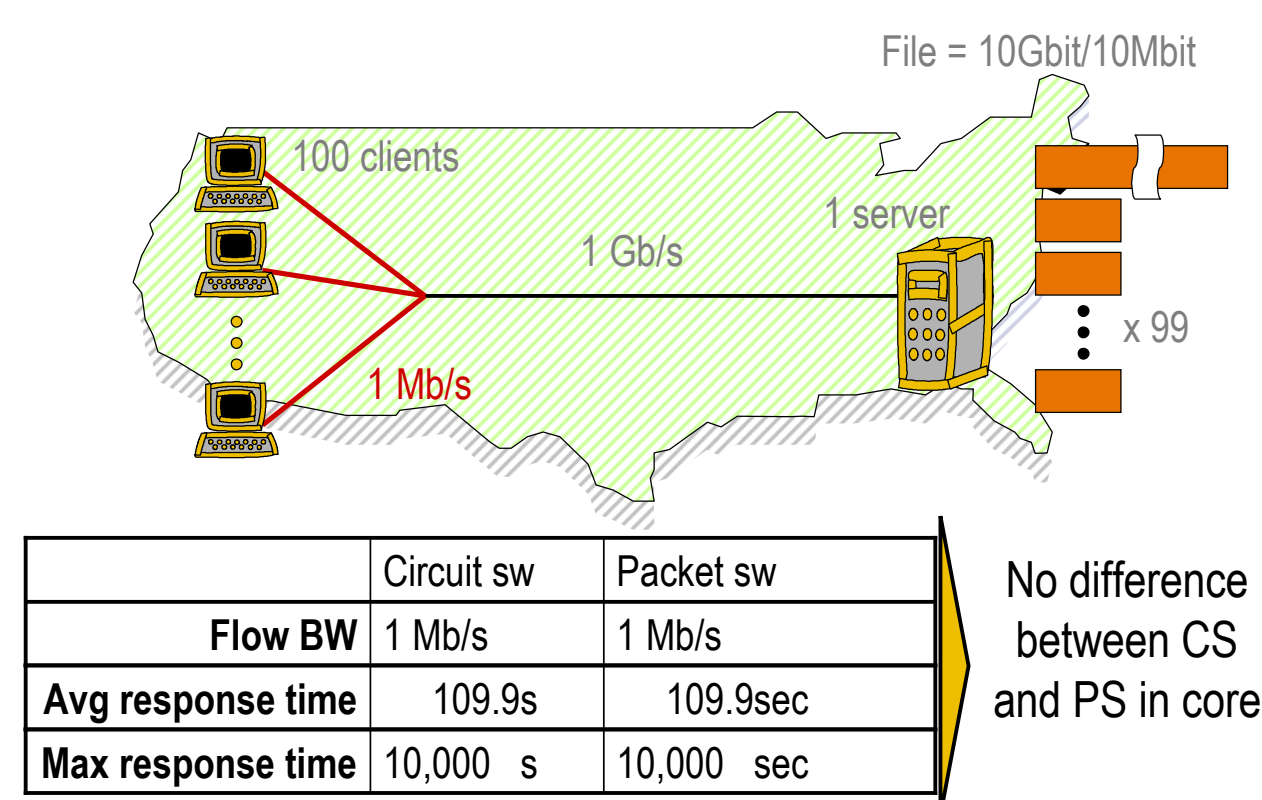 File = 10Gbit/10Mbit
100 clients
1 server
1 Gb/s
x 99
1 Mb/s
Circuit sw Packet sw
Flow BW 1 Mb/s 1 Mb/s
Avg response time 109.9s 109.9sec
Max response time 10,000 s 10,000 sec
No difference
between CS
and PS in core